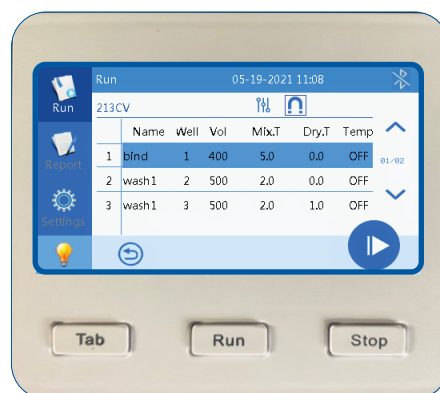 Run 05-19-2021 11:08
Run
213CV
Name Well Vol Mix.T Dry.T Temp
1 bind 1 400 5.0 0.0 OFF
01/02
Report
2 wash1 2 500 2.0 0.0 OFF
3 wash1 3 500 2.0 1.0 OFF
Settings
Tab Run Stop